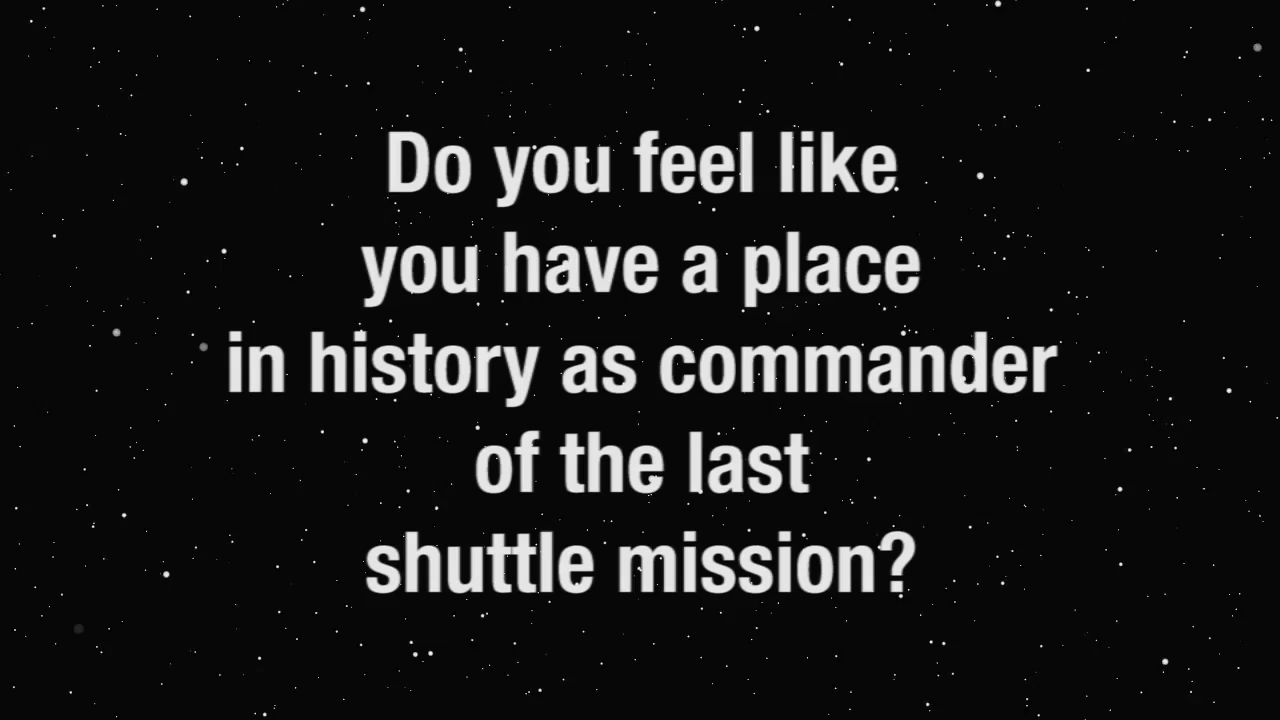 Do you feel like
you have a place
in history as commander
of the last
shuttle mission?